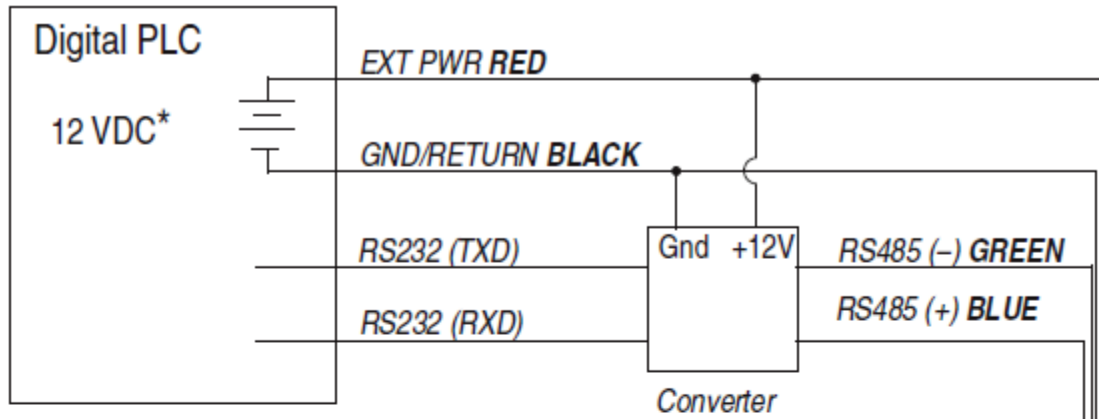 Digital PLC
EXT PWR RED
12 VDC*
GND/RETURN BLACK
RS232 (TXD)
Gnd +12V
RS485 (–) GREEN
RS232 (RXD)
RS485 (+) BLUE
Converter